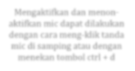 Mengaktifkan dan menon-
aktifkan mic dapat dilakukan
dengan cara meng-klik tanda
mic di samping atau dengan
menekan tombol ctrl + d